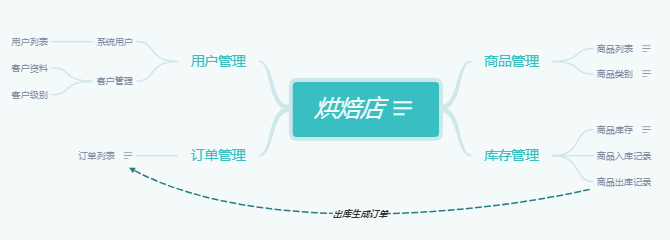 烘焙店
用户管理
系统用户
用户列表
客户管理
客户资料
客户级别
订单管理
订单列表
商品管理
商品列表
商品类别
库存管理
商品库存
商品入库记录
商品出库记录
出库生成订单